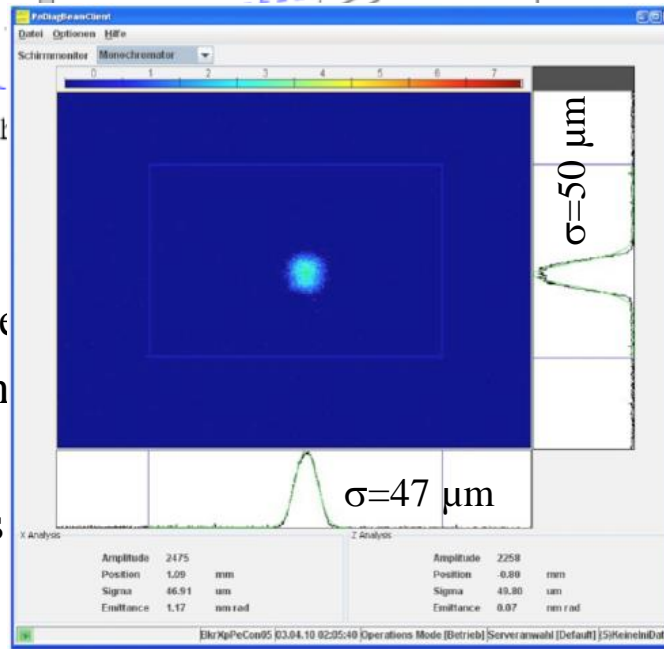 PeDiagBeamClient
Datei Optionen Hilfe
Schirmmonitor Monochromator
0 1 2 3 4 5 6 7
σ=50 µm
σ=47 µm
X Analysis
Amplitude 2475
Position 1.09 mm
Sigma 46.91 um
Emittance 1.17 nm rad
Z Analysis
Amplitude 2258
Position -0.80 mm
Sigma 49.80 um
Emittance 0.07 nm rad
BkrXpPeCon05 03.04.10 02:05:40 Operations Mode [Betrieb] Serveranwahl [Default] (S)KeineIniDat